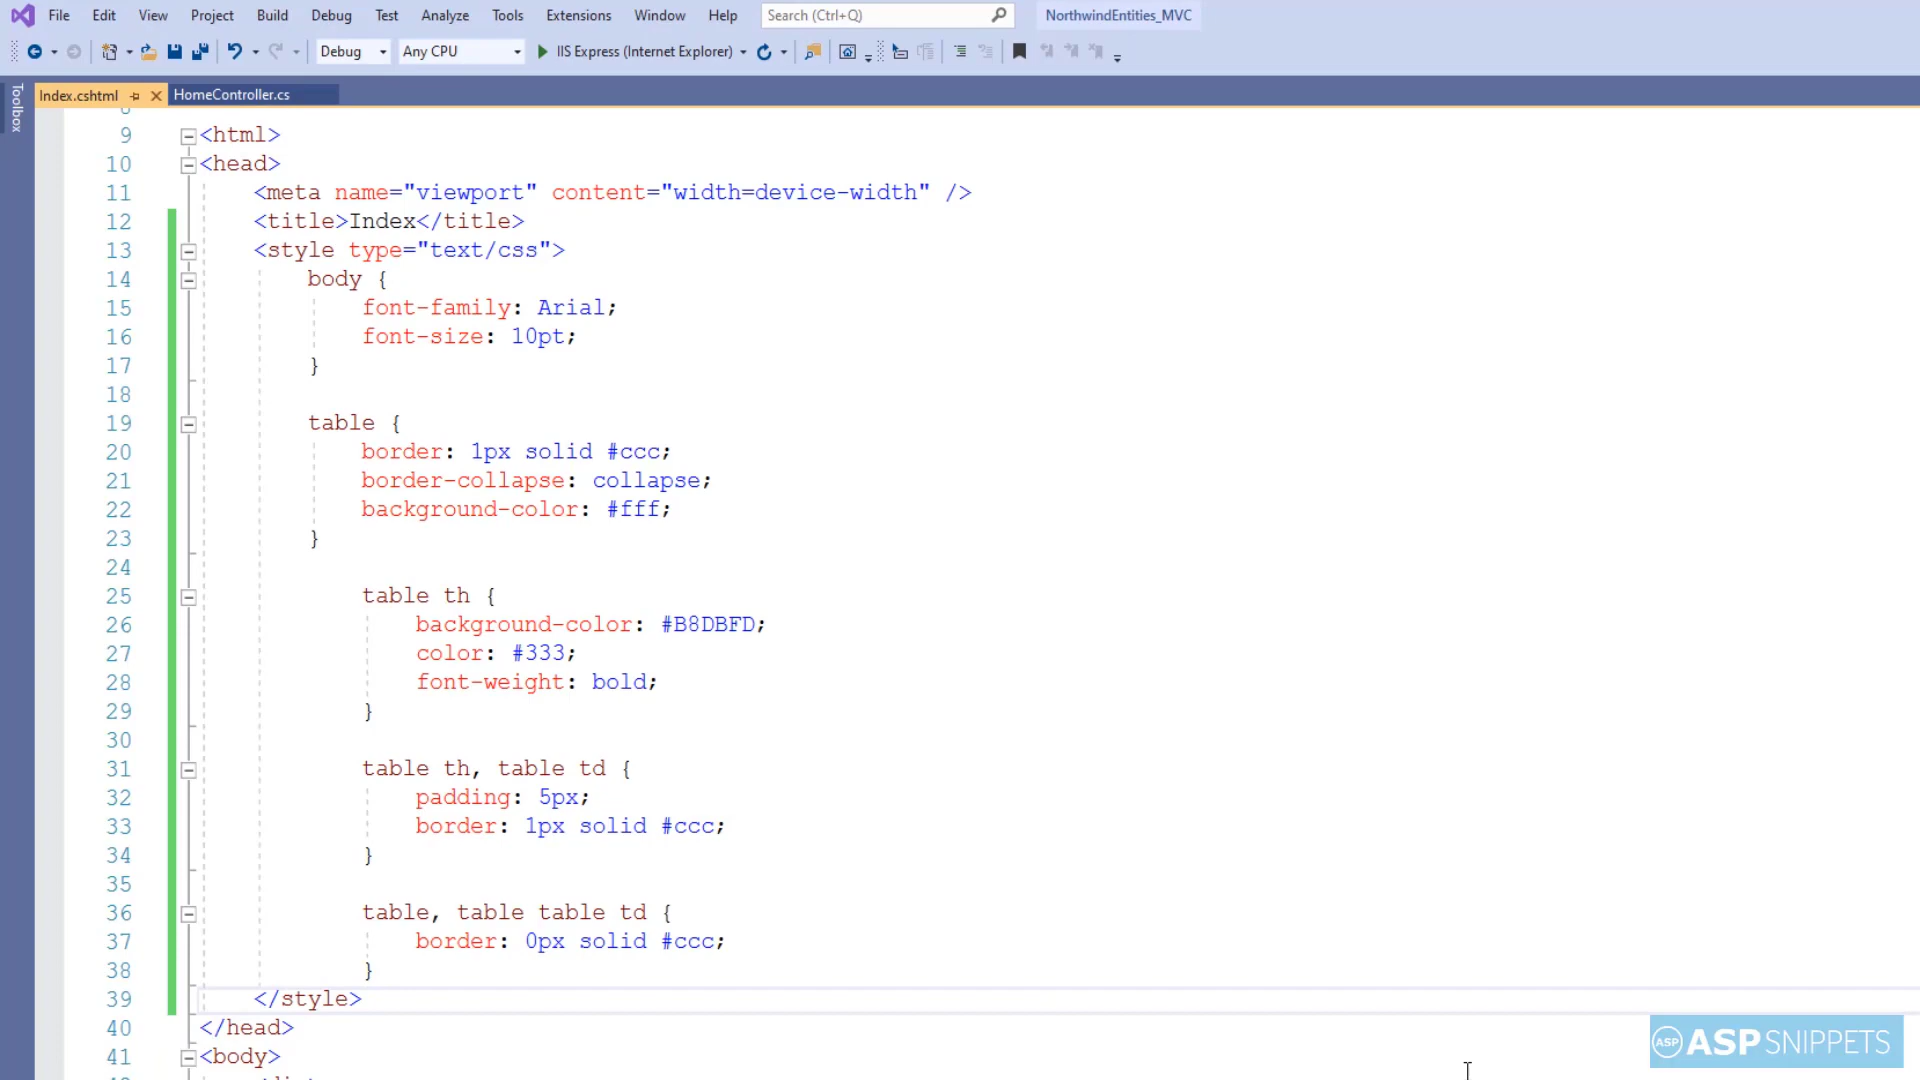 File Edit View Project Build Debug Test Analyze Tools Extensions Window Help Search (Ctrl+Q) NorthwindEntities_MVC
Debug Any CPU IIS Express (Internet Explorer)
Toolbox
Index.cshtml HomeController.cs
9 <html>
10 <head>
11 <meta name="viewport" content="width=device-width" />
12 <title>Index</title>
13 <style type="text/css">
14 body {
15 font-family: Arial;
16 font-size: 10pt;
17 }
18
19 table {
20 border: 1px solid #ccc;
21 border-collapse: collapse;
22 background-color: #fff;
23 }
24
25 table th {
26 background-color: #B8DBFD;
27 color: #333;
28 font-weight: bold;
29 }
30
31 table th, table td {
32 padding: 5px;
33 border: 1px solid #ccc;
34 }
35
36 table, table table td {
37 border: 0px solid #ccc;
38 }
39 </style>
40 </head>
41 <body>
ASP ASPSNIPPETS